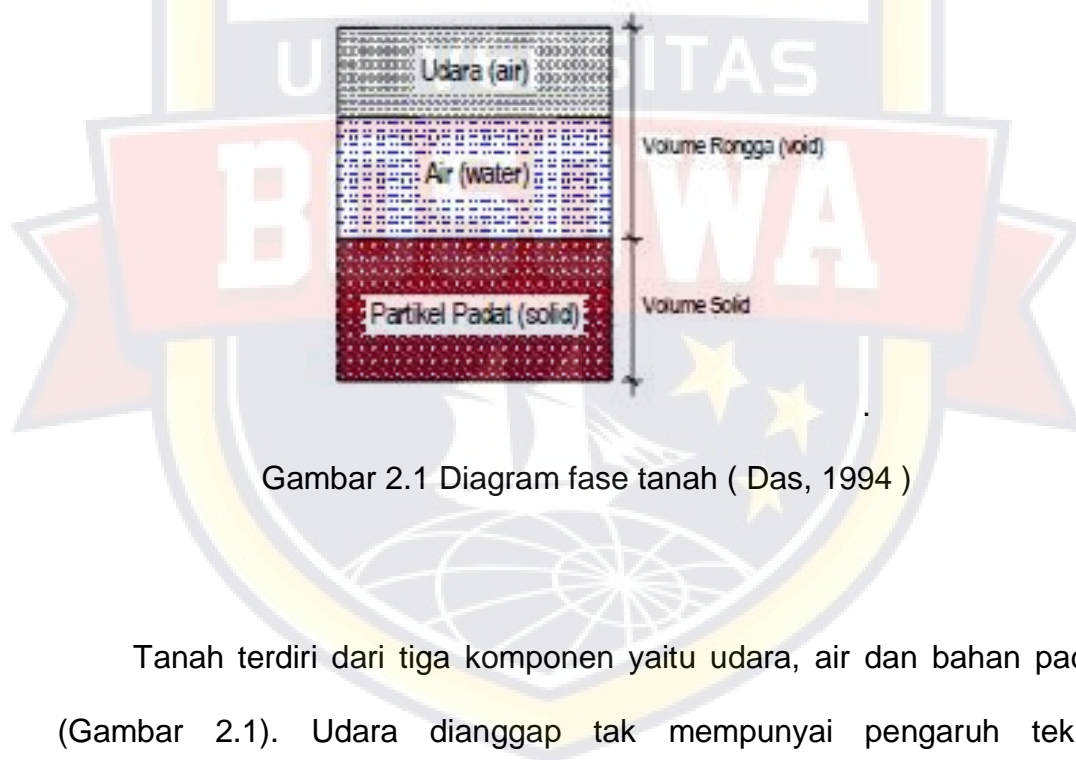 UNIVERSITAS
BOSOWA
Udara (air)
Air (water)
Partikel Padat (solid)
Volume Rongga (void)
Volume Solid
.
Gambar 2.1 Diagram fase tanah ( Das, 1994 )
Tanah terdiri dari tiga komponen yaitu udara, air dan bahan pad
(Gambar 2.1). Udara dianggap tak mempunyai pengaruh tek